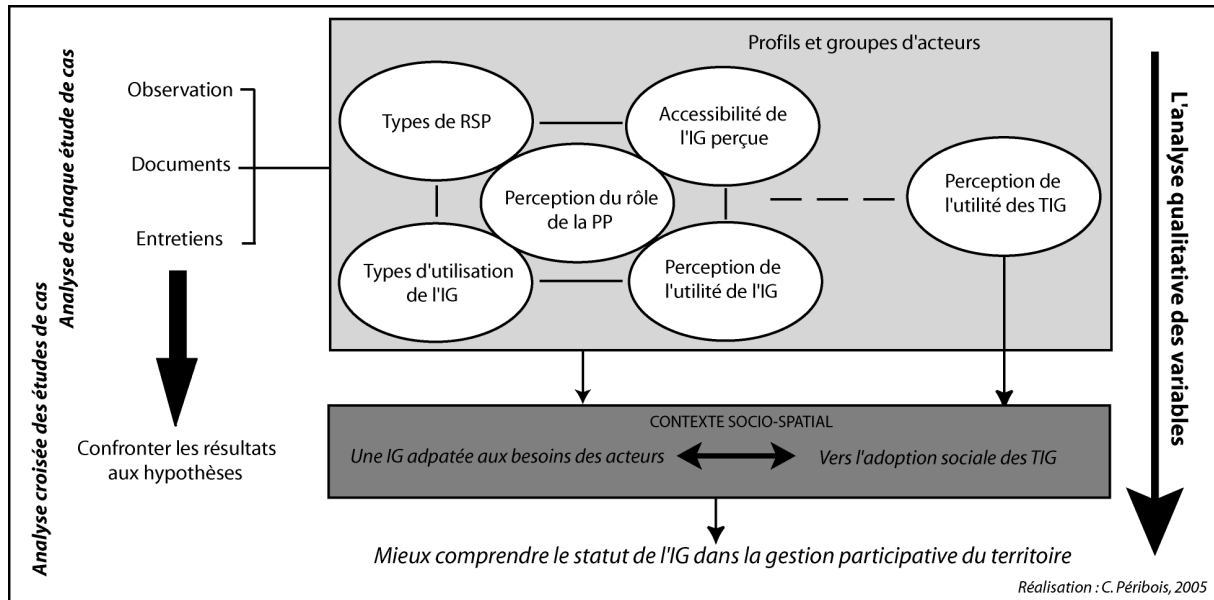 Analyse de chaque étude de cas
Analyse croisée des études de cas
Observation
Documents
Entretiens
Confronter les résultats
aux hypothèses
Profils et groupes d'acteurs
Types de RSP
Accessibilité de
l'IG perçue
Perception du rôle
de la PP
Types d'utilisation
de l'IG
Perception de
l'utilité de l'IG
Perception de
l'utilité des TIG
CONTEXTE SOCIO-SPATIAL
Une IG adpatée aux besoins des acteurs
Vers l'adoption sociale des TIG
Mieux comprendre le statut de l'IG dans la gestion participative du territoire
L'analyse qualitative des variables
Réalisation : C. Péribois, 2005